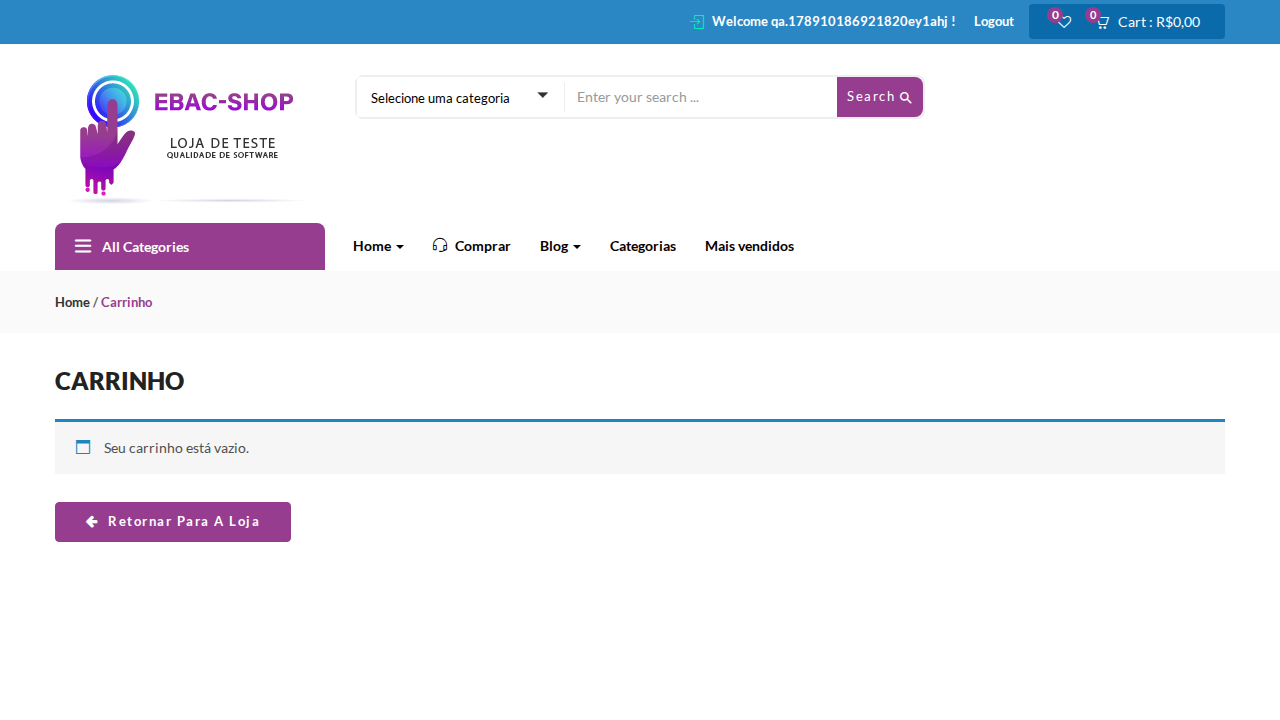 Welcome qa.178910186921820ey1ahj ! Logout 0 0 Cart : R$0,00
EBAC-SHOP
LOJA DE TESTE
QUALIDADE DE SOFTWARE
Selecione uma categoria Enter your search ... Search
All Categories Home Comprar Blog Categorias Mais vendidos
Home / Carrinho
CARRINHO
Seu carrinho está vazio.
Retornar Para A Loja